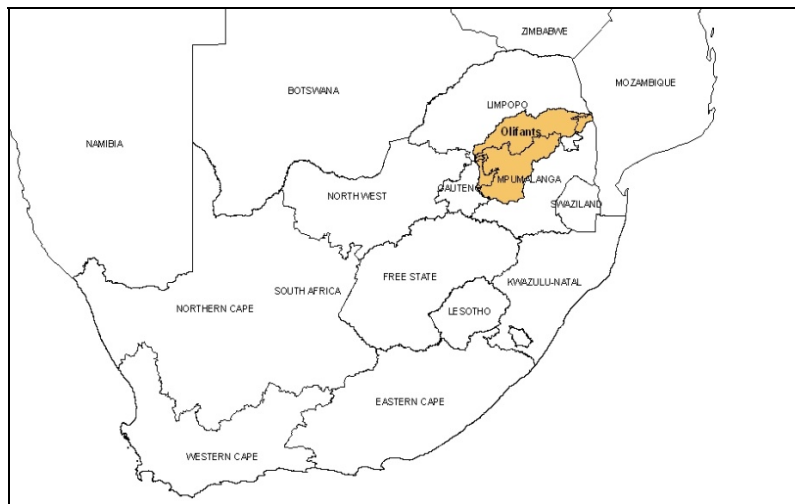 ZIMBABWE
MOZAMBIQUE
BOTSWANA
LIMPOPO
Olifants
NAMIBIA
MPUMALANGA
GAUTENG
NORTH WEST
SWAZILAND
FREE STATE
KWAZULU-NATAL
SOUTH AFRICA
NORTHERN CAPE
LESOTHO
EASTERN CAPE
WESTERN CAPE